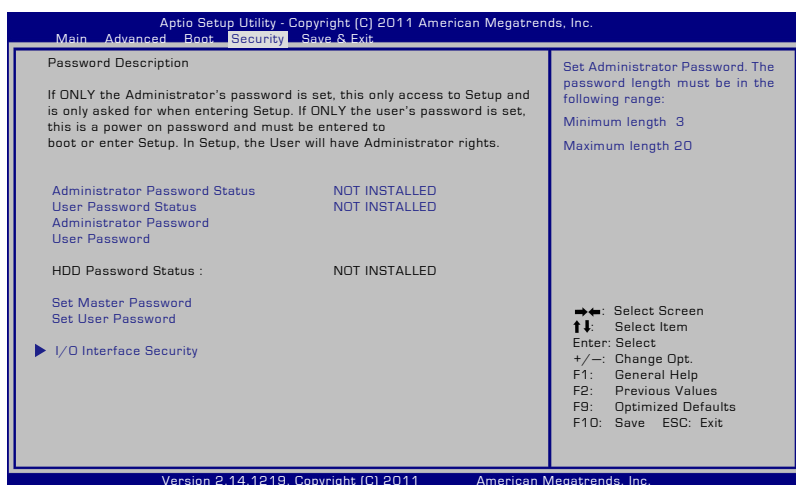 Aptio Setup Utility - Copyright (C) 2011 American Megatrends, Inc.
Main Advanced Boot Security Save & Exit
Password Description
If ONLY the Administrator's password is set, this only access to Setup and
is only asked for when entering Setup. If ONLY the user's password is set,
this is a power on password and must be entered to
boot or enter Setup. In Setup, the User will have Administrator rights.
Administrator Password Status NOT INSTALLED
User Password Status NOT INSTALLED
Administrator Password
User Password
HDD Password Status : NOT INSTALLED
Set Master Password
Set User Password
I/O Interface Security
Set Administrator Password. The
password length must be in the
following range:
Minimum length 3
Maximum length 20
→←: Select Screen
↑↓: Select Item
Enter: Select
+/—: Change Opt.
F1: General Help
F2: Previous Values
F9: Optimized Defaults
F10: Save ESC: Exit
Version 2.14.1219. Copyright (C) 2011 American Megatrends, Inc.